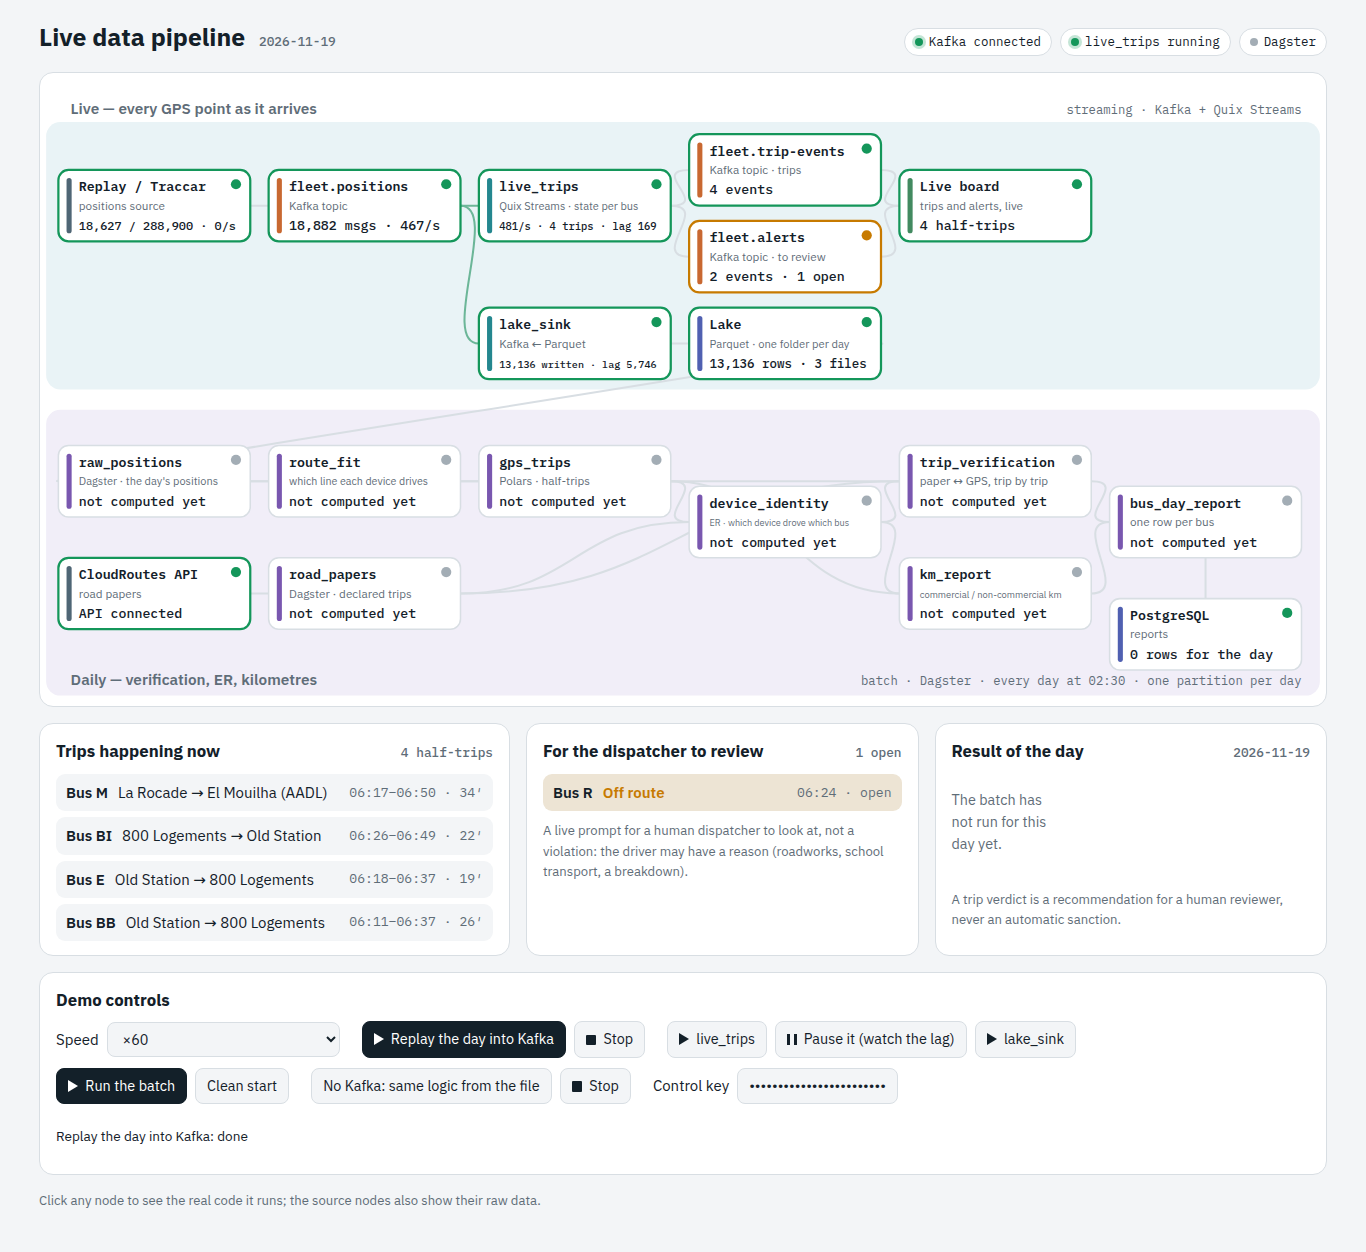 Live data pipeline 2026-11-19
Kafka connected
live_trips running
Dagster
Live — every GPS point as it arrives
streaming · Kafka + Quix Streams
Replay / Traccar
positions source
18,627 / 288,900 · 0/s
fleet.positions
Kafka topic
18,882 msgs · 467/s
live_trips
Quix Streams · state per bus
481/s · 4 trips · lag 169
fleet.trip-events
Kafka topic · trips
4 events
fleet.alerts
Kafka topic · to review
2 events · 1 open
Live board
trips and alerts, live
4 half-trips
lake_sink
Kafka ← Parquet
13,136 written · lag 5,746
Lake
Parquet · one folder per day
13,136 rows · 3 files
raw_positions
Dagster · the day's positions
not computed yet
route_fit
which line each device drives
not computed yet
gps_trips
Polars · half-trips
not computed yet
device_identity
ER · which device drove which bus
not computed yet
trip_verification
paper ↔ GPS, trip by trip
not computed yet
bus_day_report
one row per bus
not computed yet
CloudRoutes API
road papers
API connected
road_papers
Dagster · declared trips
not computed yet
km_report
commercial / non-commercial km
not computed yet
PostgreSQL
reports
0 rows for the day
Daily — verification, ER, kilometres
batch · Dagster · every day at 02:30 · one partition per day
Trips happening now
4 half-trips
Bus M La Rocade → El Mouilha (AADL) 06:17–06:50 · 34′
Bus BI 800 Logements → Old Station 06:26–06:49 · 22′
Bus E Old Station → 800 Logements 06:18–06:37 · 19′
Bus BB Old Station → 800 Logements 06:11–06:37 · 26′
For the dispatcher to review
1 open
Bus R Off route 06:24 · open
A live prompt for a human dispatcher to look at, not a
violation: the driver may have a reason (roadworks, school
transport, a breakdown).
Result of the day
2026-11-19
The batch has
not run for this
day yet.
A trip verdict is a recommendation for a human reviewer,
never an automatic sanction.
Demo controls
Speed ×60 Replay the day into Kafka Stop live_trips Pause it (watch the lag) lake_sink
Run the batch Clean start No Kafka: same logic from the file Stop Control key ••••••••••••••••••••••••
Replay the day into Kafka: done
Click any node to see the real code it runs; the source nodes also show their raw data.